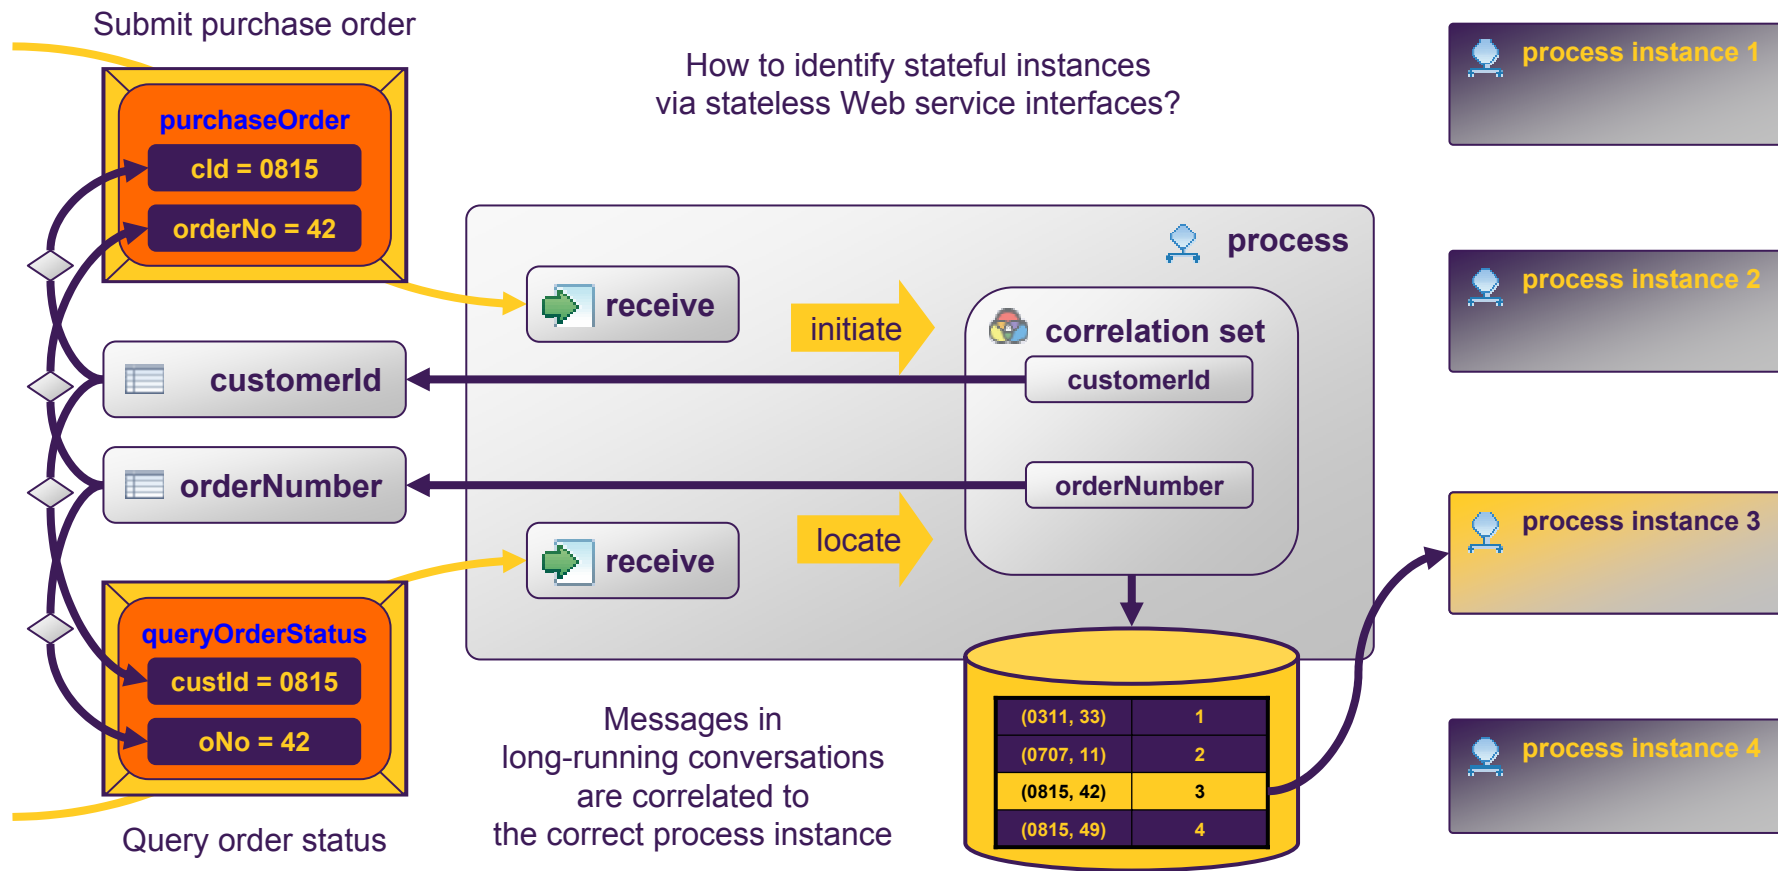 Submit purchase order
How to identify stateful instances
via stateless Web service interfaces?
purchaseOrder
cId = 0815
orderNo = 42
process
receive
initiate
correlation set
customerId
orderNumber
customerId
orderNumber
receive
locate
queryOrderStatus
custId = 0815
oNo = 42
Query order status
Messages in
long-running conversations
are correlated to
the correct process instance
(0311, 33) 1
(0707, 11) 2
(0815, 42) 3
(0815, 49) 4
process instance 1
process instance 2
process instance 3
process instance 4